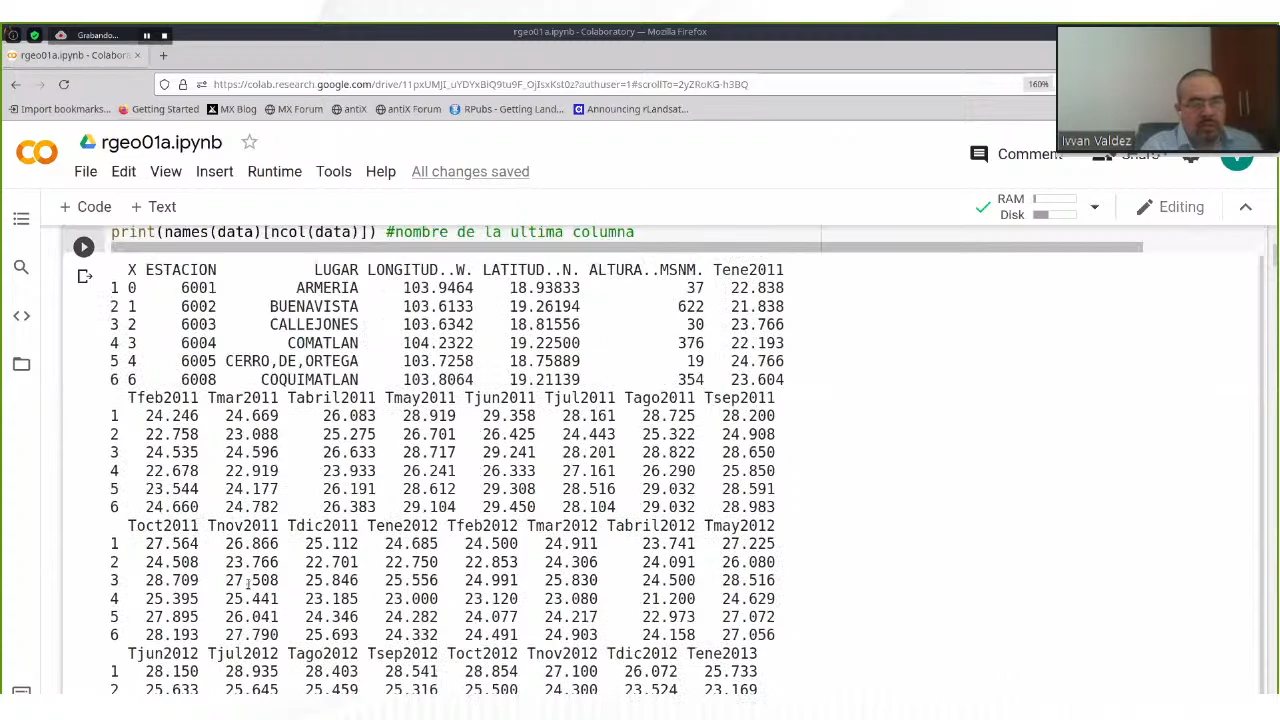 Grabando...
rgeo01a.ipynb - Colaboratory — Mozilla Firefox
rgeo01a.ipynb - Colabora
https://colab.research.google.com/drive/11pxUMJI_uYDYxBiQ9tu9F_OjIsxKst0z?authuser=1#scrollTo=2yZRoKG-h3BQ
160%
Import bookmarks... Getting Started MX Blog MX Forum antiX antiX Forum RPubs - Getting Land... Announcing rLandsat...
Ivvan Valdez
rgeo01a.ipynb
Comment
File Edit View Insert Runtime Tools Help All changes saved
+ Code + Text
RAM
Disk
Editing
print(names(data)[ncol(data)]) #nombre de la ultima columna
X ESTACION LUGAR LONGITUD..W. LATITUD..N. ALTURA..MSNM. Tene2011
1 0 6001 ARMERIA 103.9464 18.93833 37 22.838
2 1 6002 BUENAVISTA 103.6133 19.26194 622 21.838
3 2 6003 CALLEJONES 103.6342 18.81556 30 23.766
4 3 6004 COMATLAN 104.2322 19.22500 376 22.193
5 4 6005 CERRO,DE,ORTEGA 103.7258 18.75889 19 24.766
6 6 6008 COQUIMATLAN 103.8064 19.21139 354 23.604
Tfeb2011 Tmar2011 Tabril2011 Tmay2011 Tjun2011 Tjul2011 Tago2011 Tsep2011
1 24.246 24.669 26.083 28.919 29.358 28.161 28.725 28.200
2 22.758 23.088 25.275 26.701 26.425 24.443 25.322 24.908
3 24.535 24.596 26.633 28.717 29.241 28.201 28.822 28.650
4 22.678 22.919 23.933 26.241 26.333 27.161 26.290 25.850
5 23.544 24.177 26.191 28.612 29.308 28.516 29.032 28.591
6 24.660 24.782 26.383 29.104 29.450 28.104 29.032 28.983
Toct2011 Tnov2011 Tdic2011 Tene2012 Tfeb2012 Tmar2012 Tabril2012 Tmay2012
1 27.564 26.866 25.112 24.685 24.500 24.911 23.741 27.225
2 24.508 23.766 22.701 22.750 22.853 24.306 24.091 26.080
3 28.709 27.508 25.846 25.556 24.991 25.830 24.500 28.516
4 25.395 25.441 23.185 23.000 23.120 23.080 21.200 24.629
5 27.895 26.041 24.346 24.282 24.077 24.217 22.973 27.072
6 28.193 27.790 25.693 24.332 24.491 24.903 24.158 27.056
Tjun2012 Tjul2012 Tago2012 Tsep2012 Toct2012 Tnov2012 Tdic2012 Tene2013
1 28.150 28.935 28.403 28.541 28.854 27.100 26.072 25.733
2 25.633 25.645 25.459 25.316 25.500 24.300 23.524 23.169